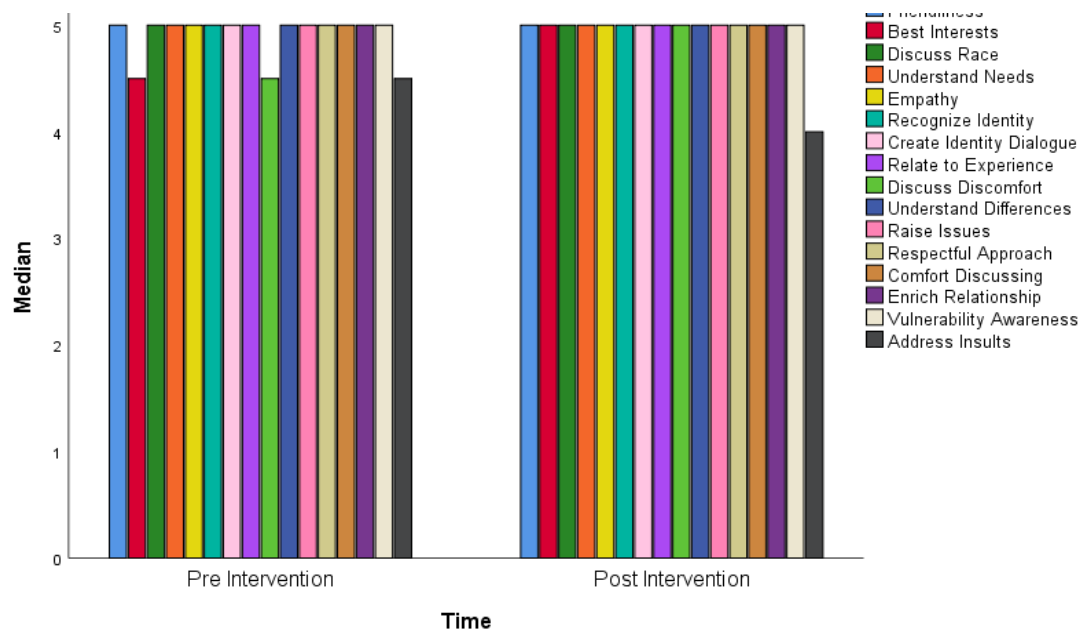 Friendliness
Best Interests
Discuss Race
Understand Needs
Empathy
Recognize Identity
Create Identity Dialogue
Relate to Experience
Discuss Discomfort
Understand Differences
Raise Issues
Respectful Approach
Comfort Discussing
Enrich Relationship
Vulnerability Awareness
Address Insults
5
4
3
2
1
0
Median
Pre Intervention
Post Intervention
Time